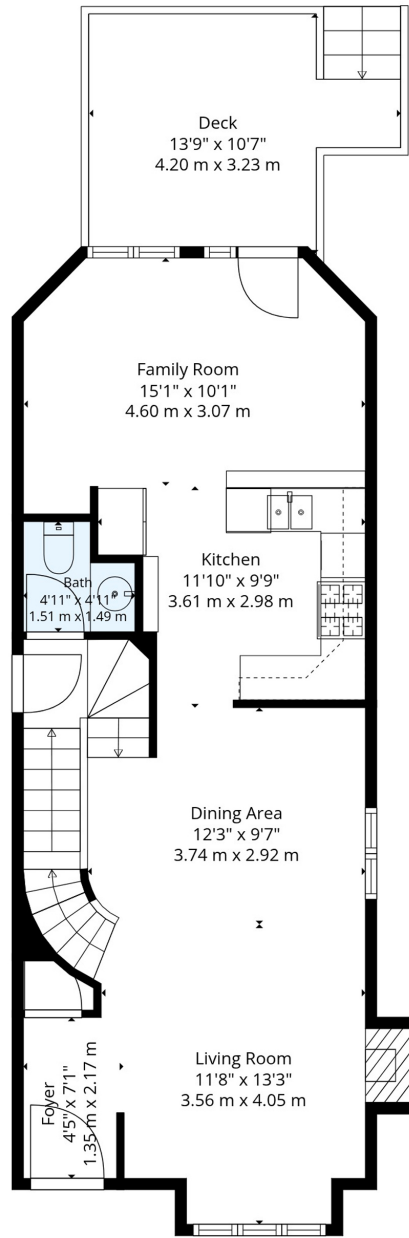 Deck
13'9" x 10'7"
4.20 m x 3.23 m
Family Room
15'1" x 10'1"
4.60 m x 3.07 m
Kitchen
11'10" x 9'9"
3.61 m x 2.98 m
Bath
4'11" x 4'11"
1.51 m x 1.49 m
Dining Area
12'3" x 9'7"
3.74 m x 2.92 m
Living Room
11'8" x 13'3"
3.56 m x 4.05 m
Foyer
4'5" x 7'1"
1.35 m x 2.17 m